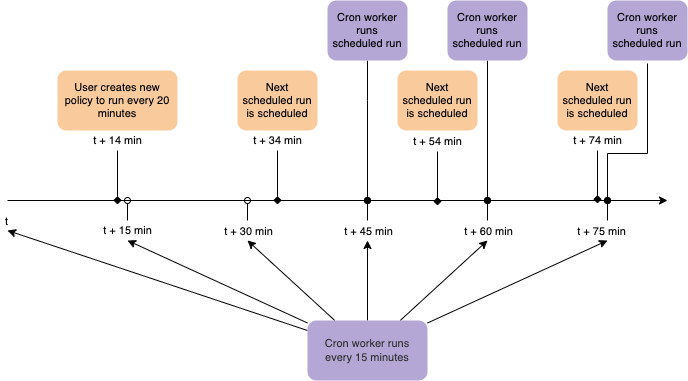 Cron worker
runs
scheduled run
Cron worker
runs
scheduled run
Cron worker
runs
scheduled run
User creates new
policy to run every 20
minutes
Next
scheduled run
is scheduled
Next
scheduled run
is scheduled
Next
scheduled run
is scheduled
t + 14 min
t + 34 min
t + 54 min
t + 74 min
t
t + 15 min
t + 30 min
t + 45 min
t + 60 min
t + 75 min
Cron worker runs
every 15 minutes